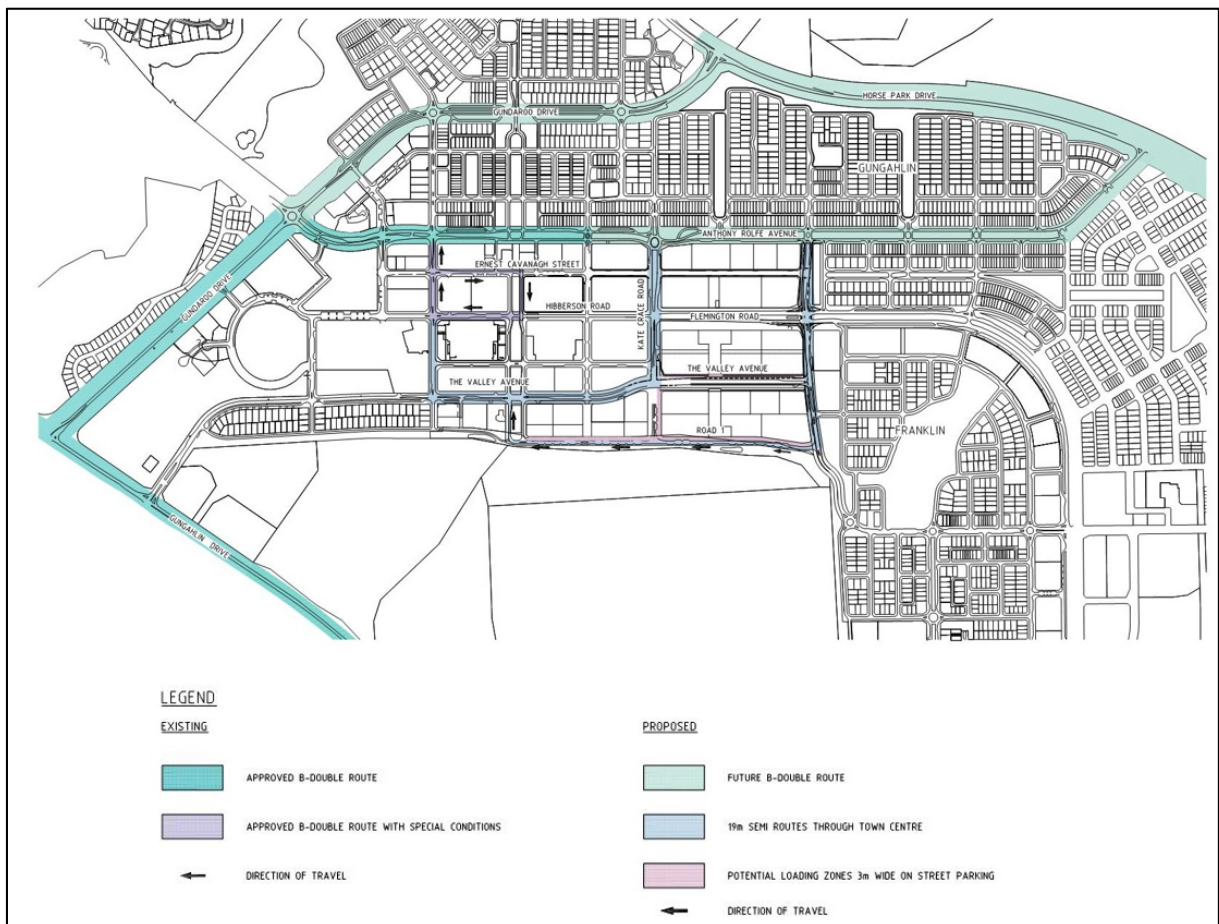 HORSE PARK DRIVE
GUNDAROO DRIVE
GUNGAHLIN
ANTHONY ROLFE AVENUE
ERNEST CAVANAGH STREET
GUNDAROO DRIVE
HIBBERSON ROAD
KATE CRACE ROAD
FLEMINGTON ROAD
THE VALLEY AVENUE
THE VALLEY AVENUE
ROAD 1
FRANKLIN
GUNGAHLIN DRIVE
LEGEND
EXISTING
APPROVED B-DOUBLE ROUTE
APPROVED B-DOUBLE ROUTE WITH SPECIAL CONDITIONS
DIRECTION OF TRAVEL
PROPOSED
FUTURE B-DOUBLE ROUTE
19m SEMI ROUTES THROUGH TOWN CENTRE
POTENTIAL LOADING ZONES 3m WIDE ON STREET PARKING
DIRECTION OF TRAVEL